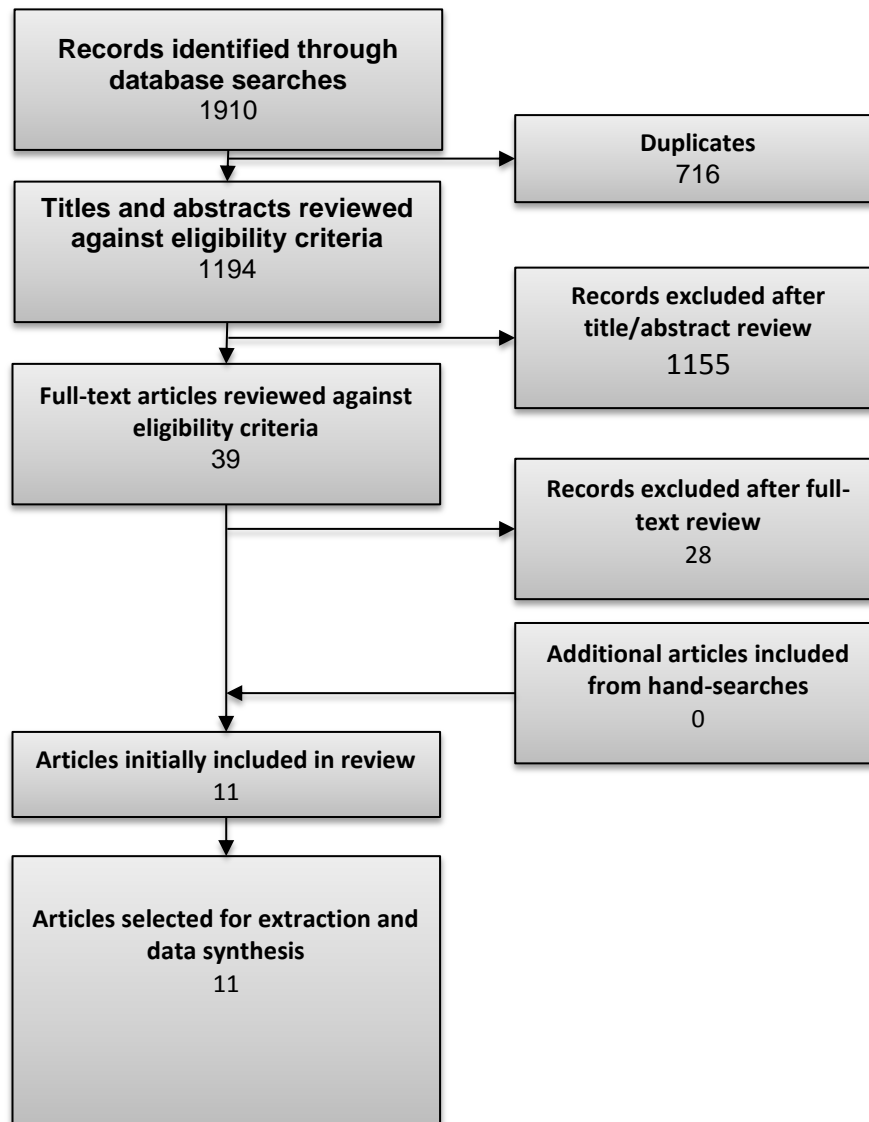 Records identified through
database searches
1910
Duplicates
716
Titles and abstracts reviewed
against eligibility criteria
1194
Records excluded after
title/abstract review
1155
Full-text articles reviewed against
eligibility criteria
39
Records excluded after full-
text review
28
Additional articles included
from hand-searches
0
Articles initially included in review
11
Articles selected for extraction and
data synthesis
11